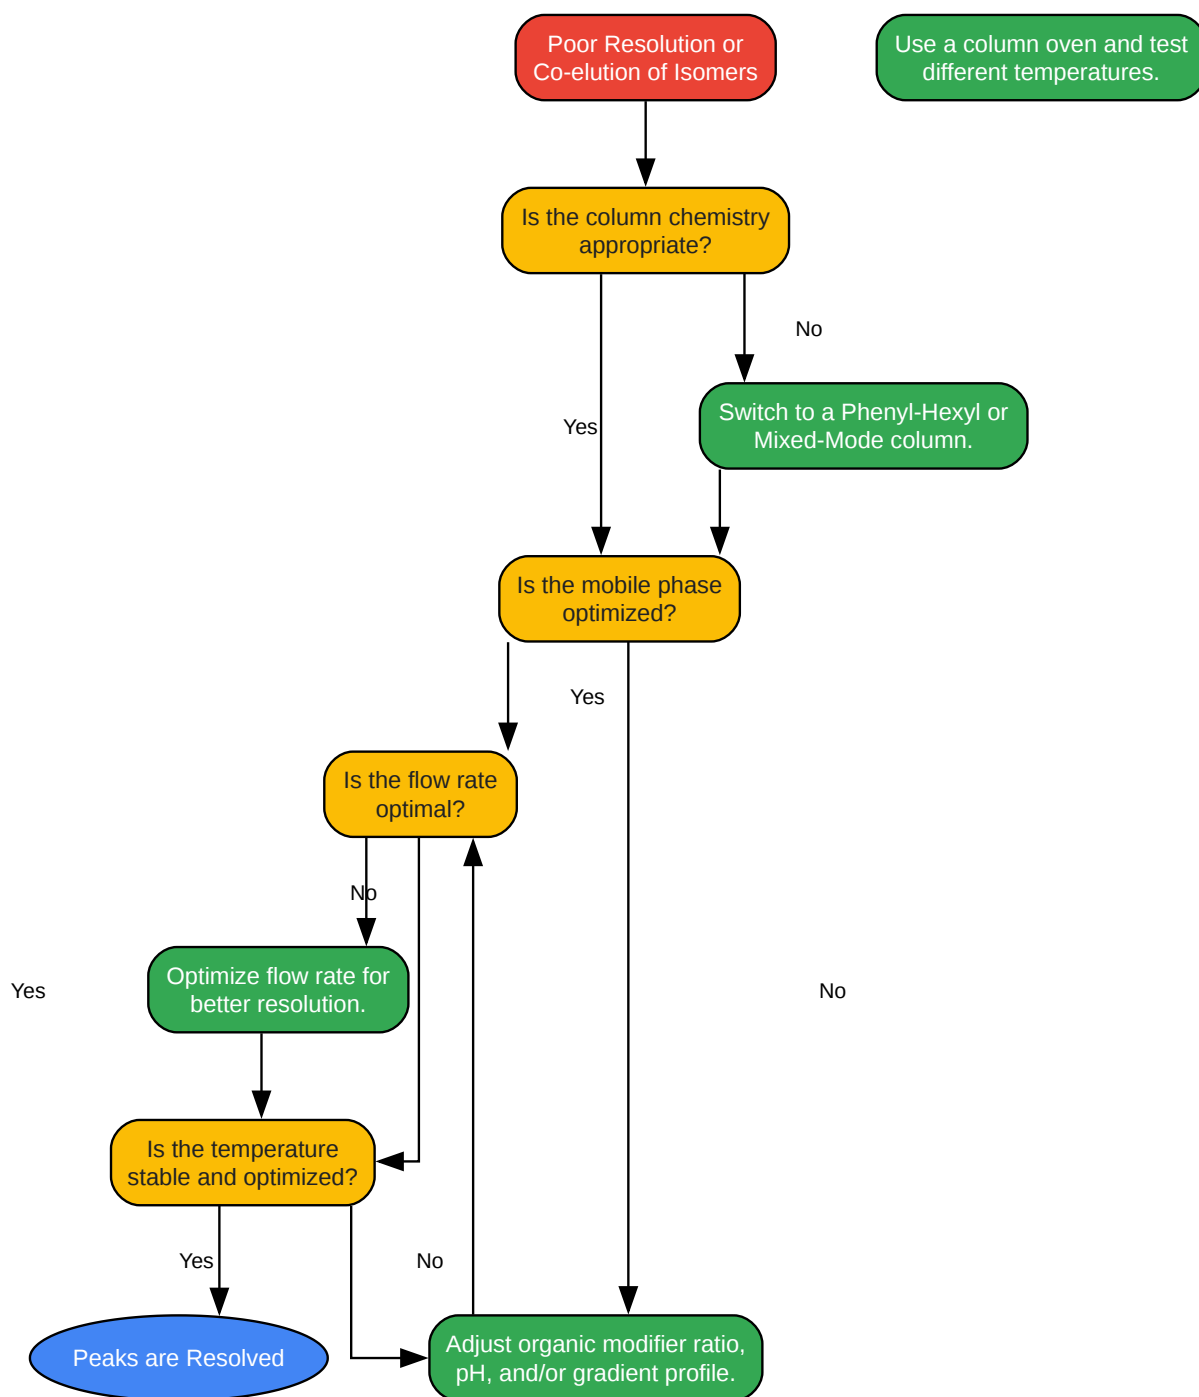 Poor Resolution or
Co-elution of Isomers
Use a column oven and test
different temperatures.
Is the column chemistry
appropriate?
No
Switch to a Phenyl-Hexyl or
Mixed-Mode column.
Yes
Is the mobile phase
optimized?
Yes
Is the flow rate
optimal?
No
Optimize flow rate for
better resolution.
Yes
No
Is the temperature
stable and optimized?
Yes
No
Peaks are Resolved
Adjust organic modifier ratio,
pH, and/or gradient profile.